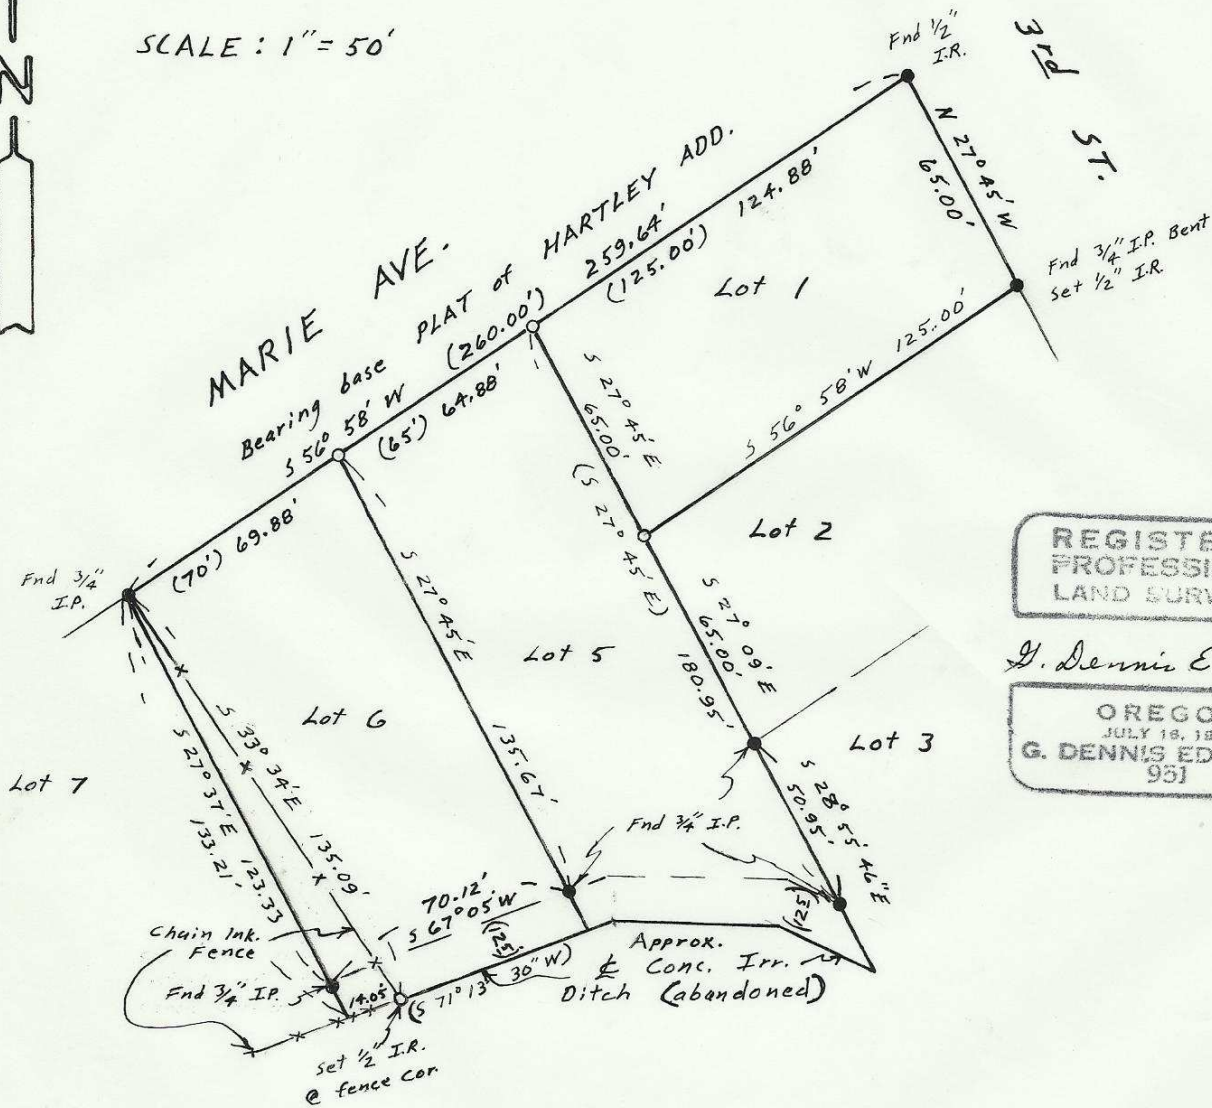 N
SCALE : 1" = 50'
Fnd 1/2"
I.R.
3rd ST.
N 27° 45' W
65.00'
Fnd 3/4" I.P. Bent
Set 1/2" I.R.
MARIE AVE.
Bearing base PLAT of HARTLEY ADD.
S 56° 58' W (260.00') 259.64'
(125.00') 124.88'
Lot 1
(65') 64.88'
S 27° 45' E
65.00'
S 56° 58' W 125.00'
(S 27° 45' E)
Lot 2
(70') 69.88'
Fnd 3/4"
I.P.
S 27° 45' E 135.67'
Lot 5
S 27° 09' E
65.00'
180.95'
Lot 6
Lot 3
Lot 7
S 33° 34' E 135.09'
S 27° 37' E 123.33
133.21'
S 28° 55' 46" E
50.95'
Fnd 3/4" I.P.
70.12'
S 67° 05' W
(125)
(125)
Chain lnk.
Fence
Fnd 3/4" I.P.
14.05'
(S 71° 13' 30" W)
Approx.
℄ Conc. Irr.
Ditch (abandoned)
Set 1/2" I.R.
@ fence Cor.
REGISTE
PROFESSI
LAND SURV
G. Dennis E
OREGO
JULY 16, 19
G. DENNIS ED
951